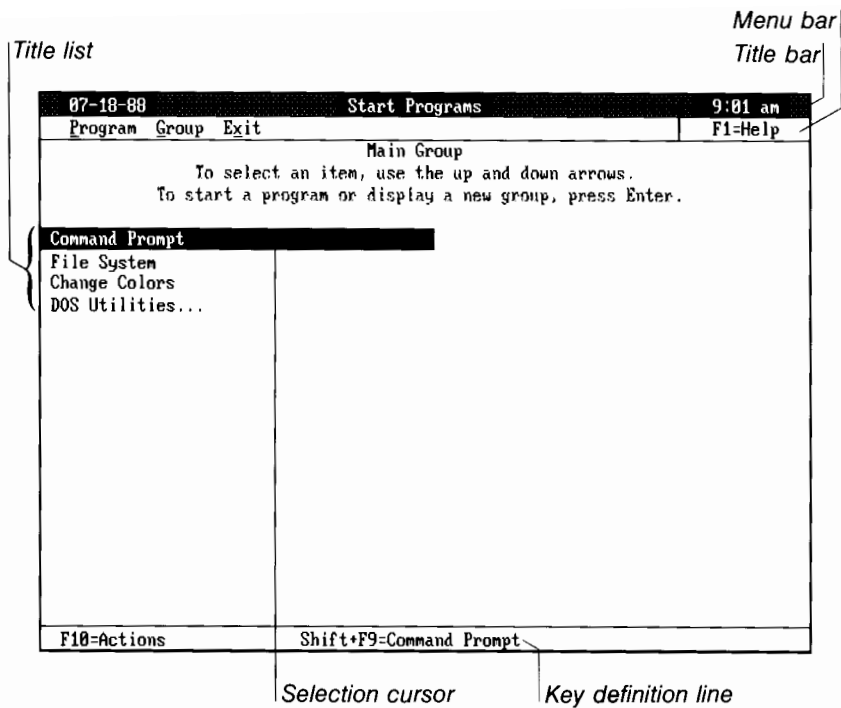 Menu bar
Title list
Title bar
07-18-88 Start Programs 9:01 am
Program Group Exit F1=Help
Main Group
To select an item, use the up and down arrows.
To start a program or display a new group, press Enter.
Command Prompt
File System
Change Colors
DOS Utilities...
F10=Actions Shift+F9=Command Prompt
Selection cursor Key definition line